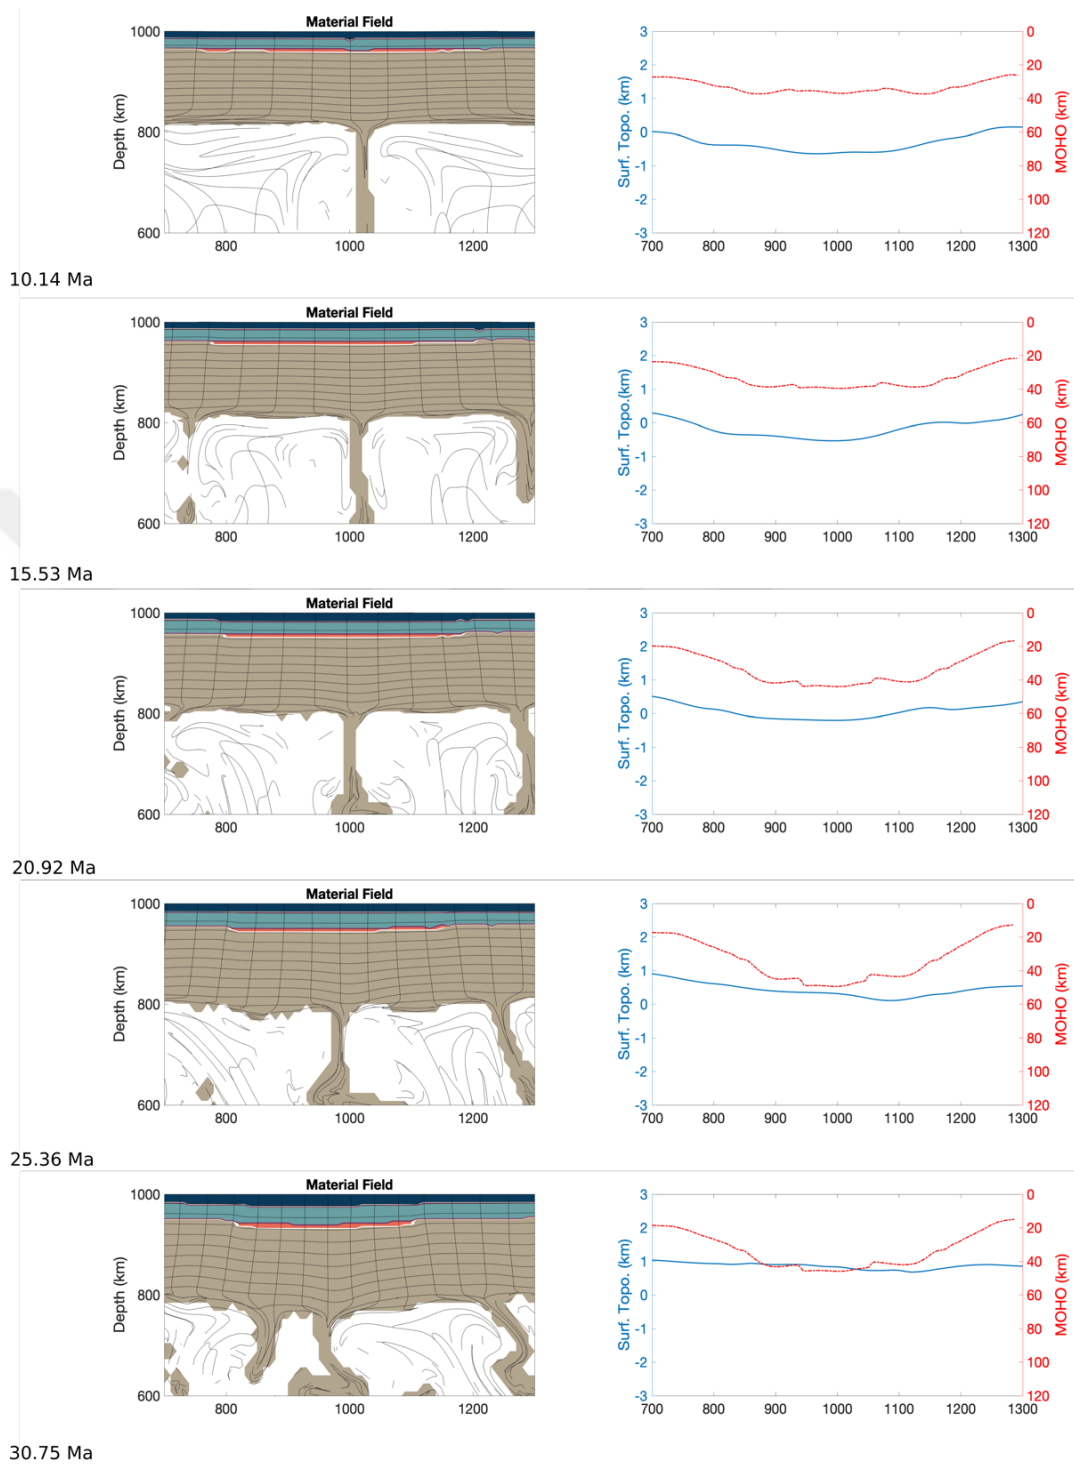 Material Field
1000
800
600
Depth (km)
800 1000 1200
3
2
1
0
-1
-2
-3
Surf. Topo. (km)
700 800 900 1000 1100 1200 1300
0
20
40
60
80
100
120
MOHO (km)
10.14 Ma
Material Field
1000
800
600
Depth (km)
800 1000 1200
3
2
1
0
-1
-2
-3
Surf. Topo.(km)
700 800 900 1000 1100 1200 1300
0
20
40
60
80
100
120
MOHO (km)
15.53 Ma
Material Field
1000
800
600
Depth (km)
800 1000 1200
3
2
1
0
-1
-2
-3
Surf. Topo. (km)
700 800 900 1000 1100 1200 1300
0
20
40
60
80
100
120
MOHO (km)
20.92 Ma
Material Field
1000
800
600
Depth (km)
800 1000 1200
3
2
1
0
-1
-2
-3
Surf. Topo. (km)
700 800 900 1000 1100 1200 1300
0
20
40
60
80
100
120
MOHO (km)
25.36 Ma
Material Field
1000
800
600
Depth (km)
800 1000 1200
3
2
1
0
-1
-2
-3
Surf. Topo. (km)
700 800 900 1000 1100 1200 1300
0
20
40
60
80
100
120
MOHO (km)
30.75 Ma